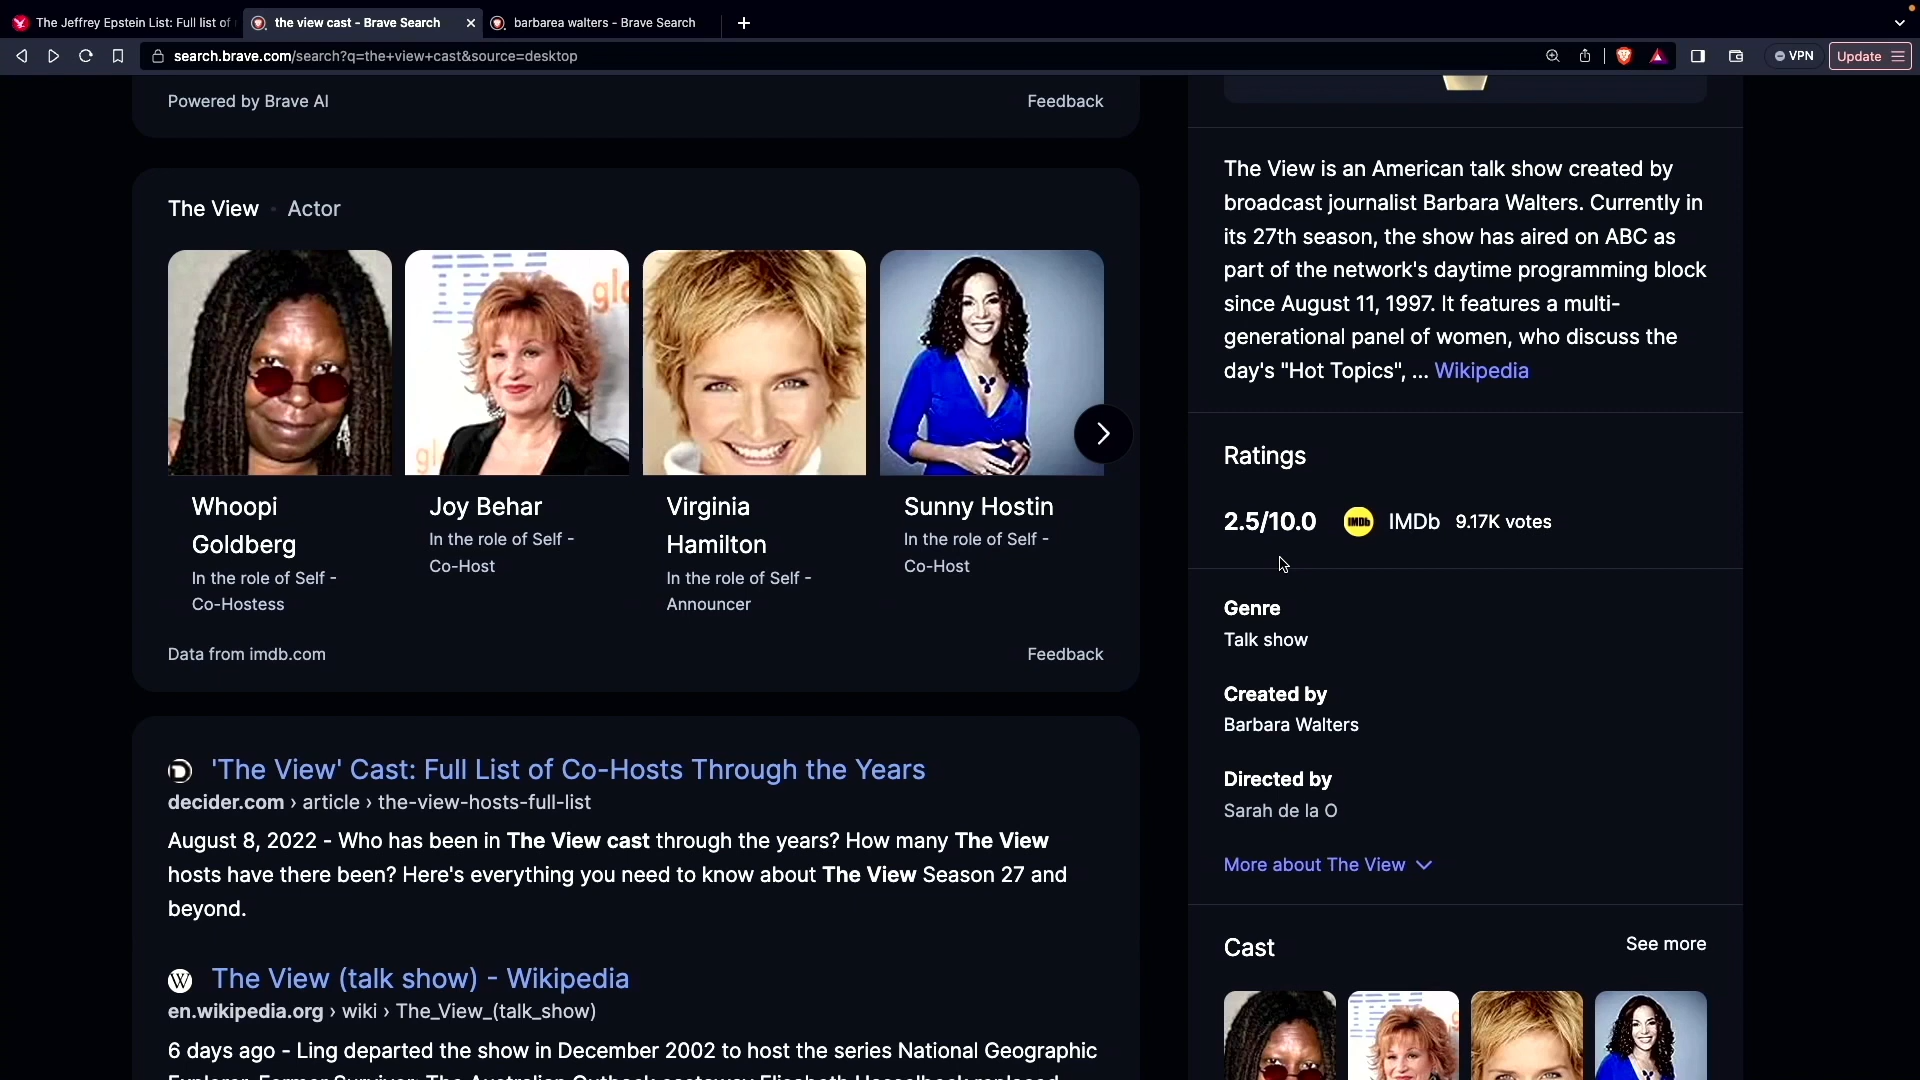 The Jeffrey Epstein List: Full list of
the view cast - Brave Search
barbarea walters - Brave Search
search.brave.com/search?q=the+view+cast&source=desktop
VPN
Update
Powered by Brave AI
Feedback
The View
Actor
Whoopi
Goldberg
In the role of Self -
Co-Hostess
Joy Behar
In the role of Self -
Co-Host
Virginia
Hamilton
In the role of Self -
Announcer
Sunny Hostin
In the role of Self -
Co-Host
Data from imdb.com
Feedback
'The View' Cast: Full List of Co-Hosts Through the Years
decider.com › article › the-view-hosts-full-list
August 8, 2022 - Who has been in The View cast through the years? How many The View
hosts have there been? Here's everything you need to know about The View Season 27 and
beyond.
W
The View (talk show) - Wikipedia
en.wikipedia.org › wiki › The_View_(talk_show)
6 days ago - Ling departed the show in December 2002 to host the series National Geographic
The View is an American talk show created by
broadcast journalist Barbara Walters. Currently in
its 27th season, the show has aired on ABC as
part of the network's daytime programming block
since August 11, 1997. It features a multi-
generational panel of women, who discuss the
day's "Hot Topics", ... Wikipedia
Ratings
2.5/10.0
IMDb
IMDb
9.17K votes
Genre
Talk show
Created by
Barbara Walters
Directed by
Sarah de la O
More about The View
Cast
See more